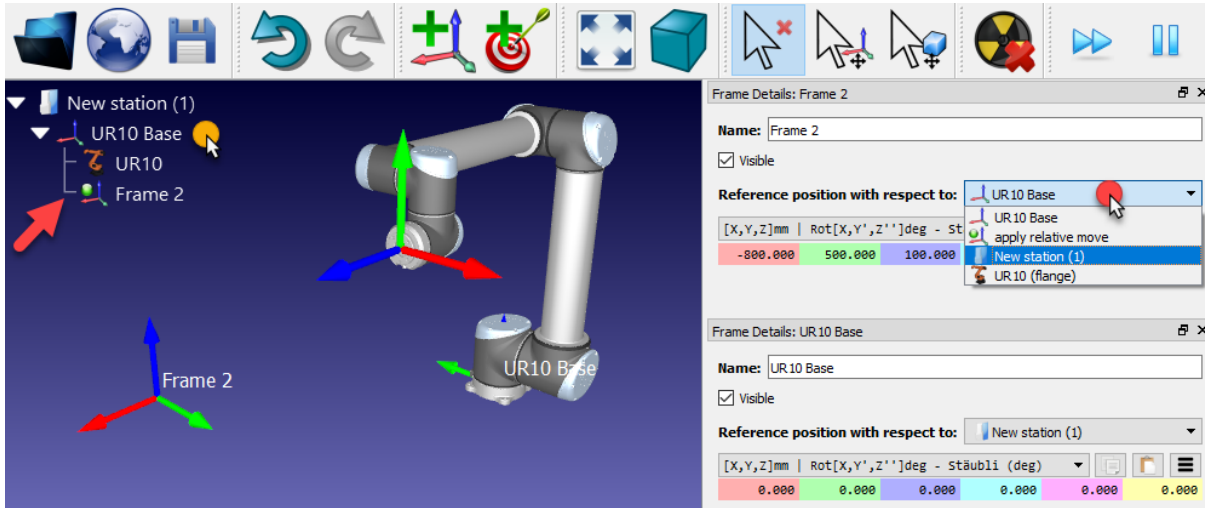 New station (1)
UR10 Base
UR10
Frame 2
Frame 2
UR10 Base
Frame Details: Frame 2
Name: Frame 2
Visible
Reference position with respect to: UR10 Base
UR10 Base
apply relative move
New station (1)
UR10 (flange)
[X,Y,Z]mm | Rot[X,Y',Z'']deg - St
-800.000 500.000 100.000
Frame Details: UR10 Base
Name: UR10 Base
Visible
Reference position with respect to: New station (1)
[X,Y,Z]mm | Rot[X,Y',Z'']deg - Stäubli (deg)
0.000 0.000 0.000 0.000 0.000 0.000